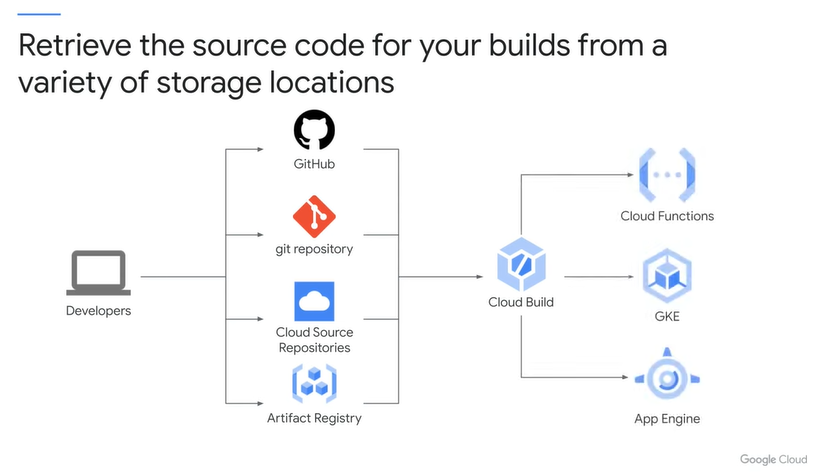 Retrieve the source code for your builds from a
variety of storage locations
GitHub
git repository
Developers
Cloud Source
Repositories
Artifact Registry
Cloud Build
Cloud Functions
GKE
App Engine
Google Cloud